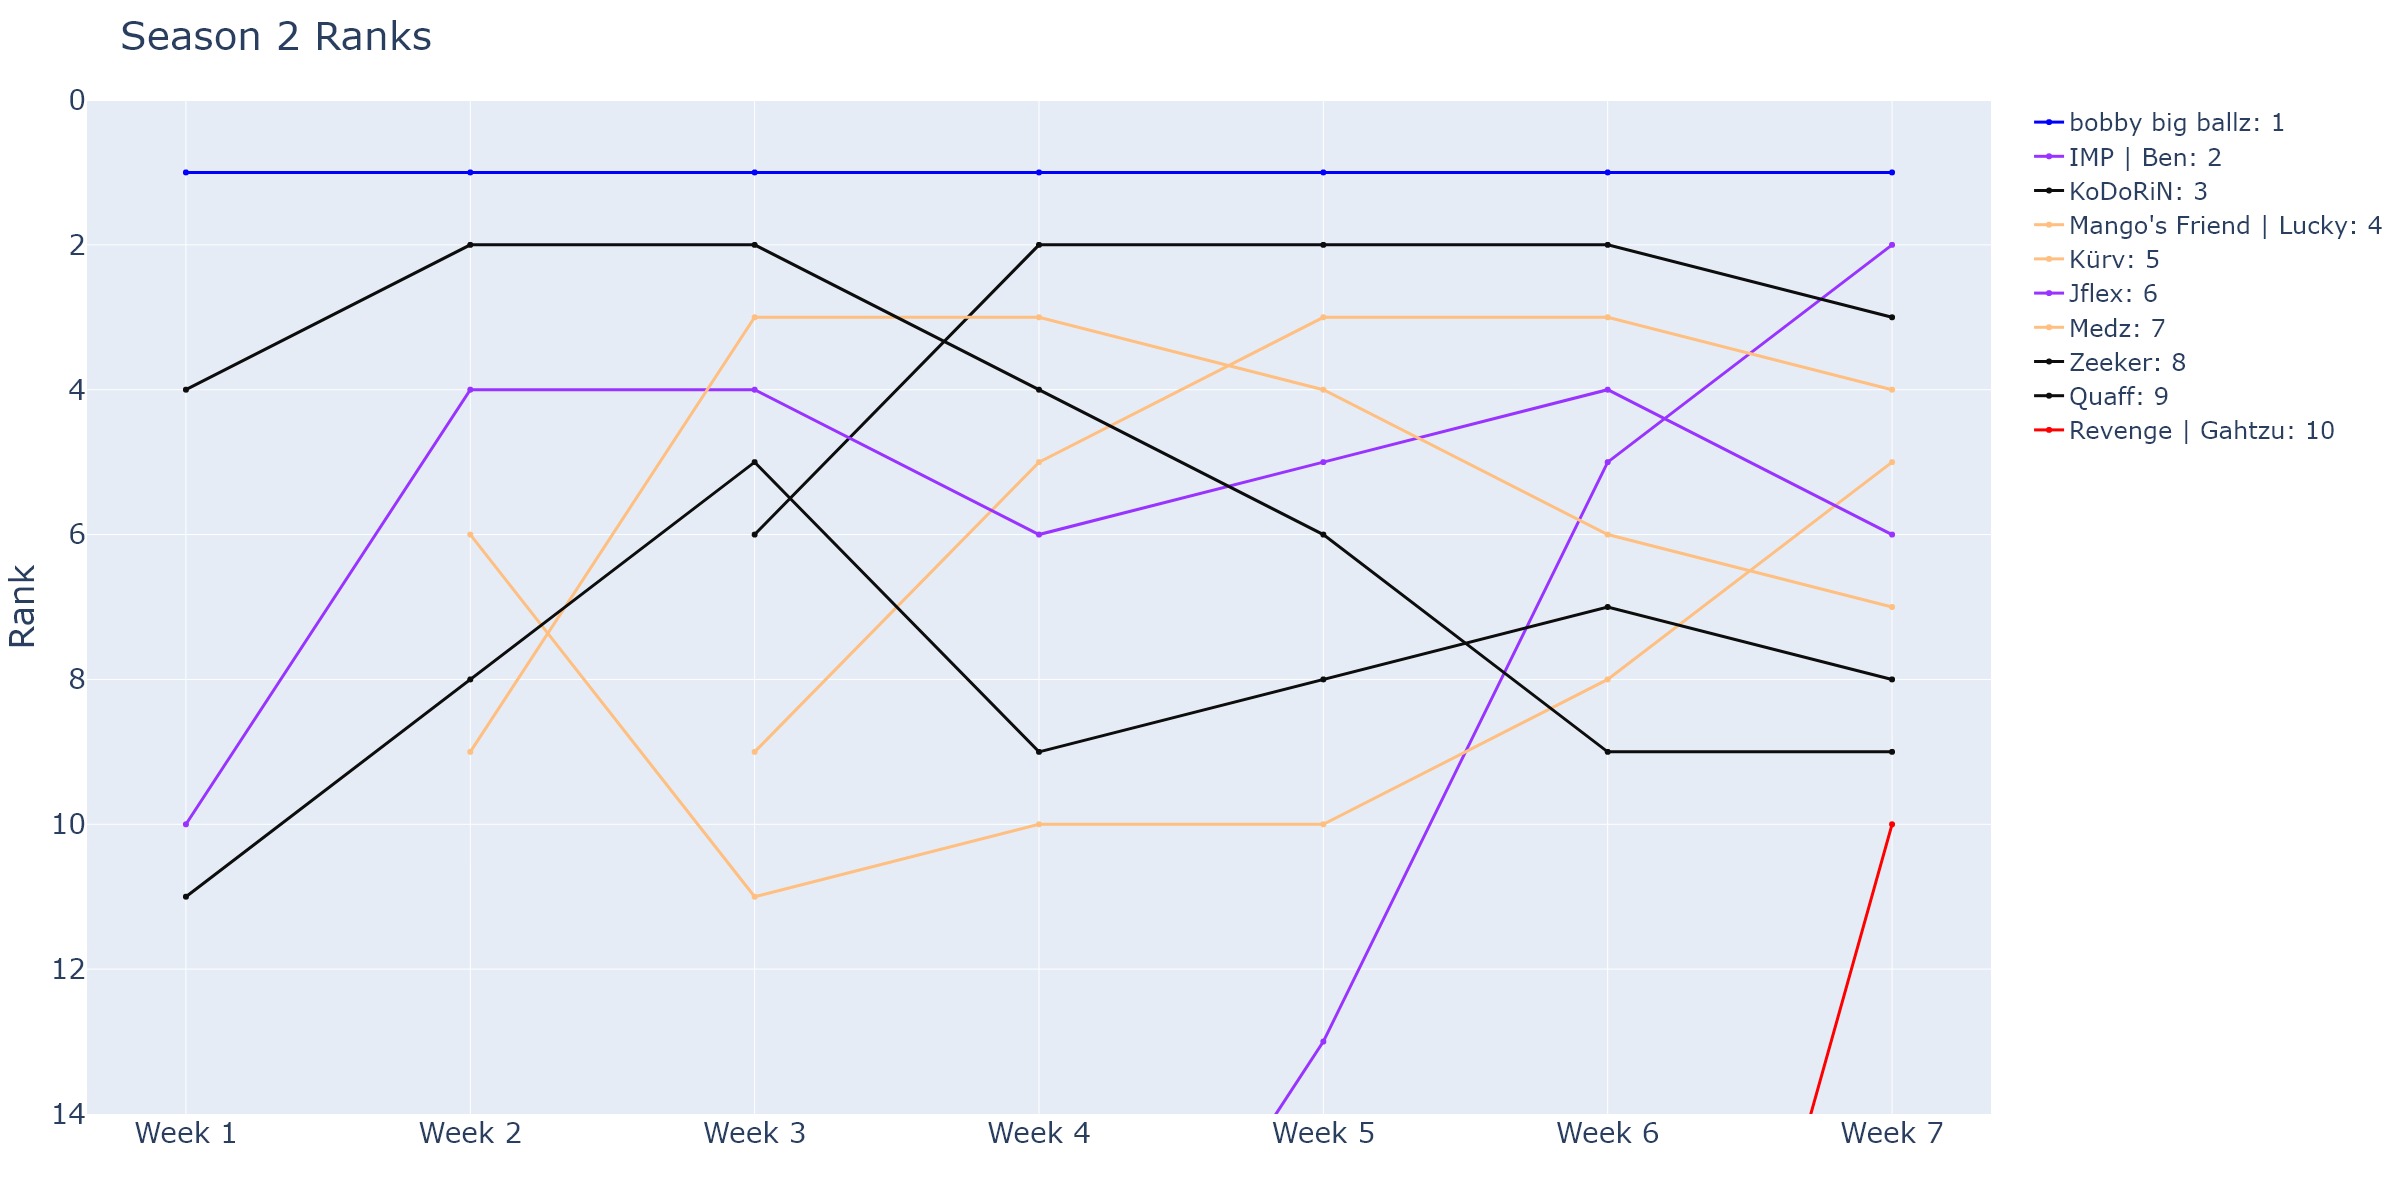 Season 2 Ranks
0
2
4
6
8
10
12
14
Rank
Week 1
Week 2
Week 3
Week 4
Week 5
Week 6
Week 7
bobby big ballz: 1
IMP | Ben: 2
KoDoRiN: 3
Mango's Friend | Lucky: 4
Kürv: 5
Jflex: 6
Medz: 7
Zeeker: 8
Quaff: 9
Revenge | Gahtzu: 10